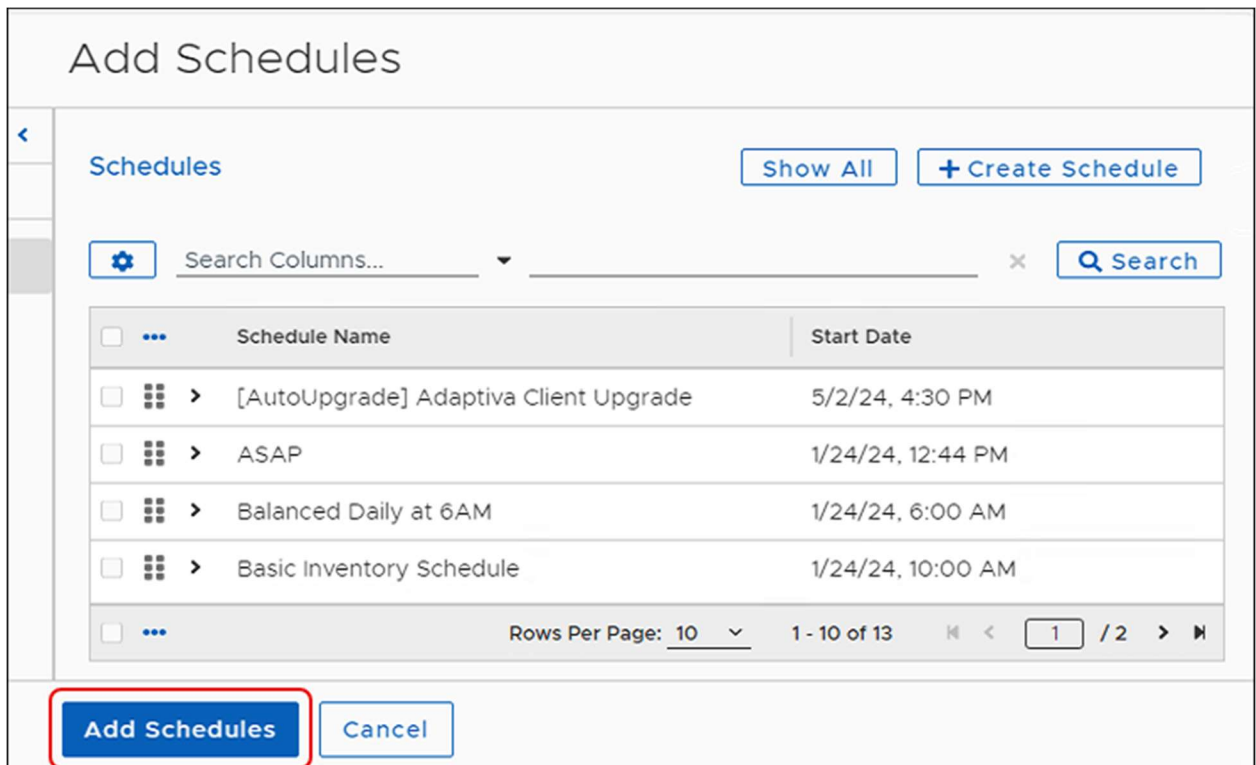 Add Schedules
Schedules
Show All
+ Create Schedule
Search Columns...
Search
Schedule Name Start Date
[AutoUpgrade] Adaptiva Client Upgrade 5/2/24, 4:30 PM
ASAP 1/24/24, 12:44 PM
Balanced Daily at 6AM 1/24/24, 6:00 AM
Basic Inventory Schedule 1/24/24, 10:00 AM
Rows Per Page: 10 1 - 10 of 13 1 / 2
Add Schedules
Cancel